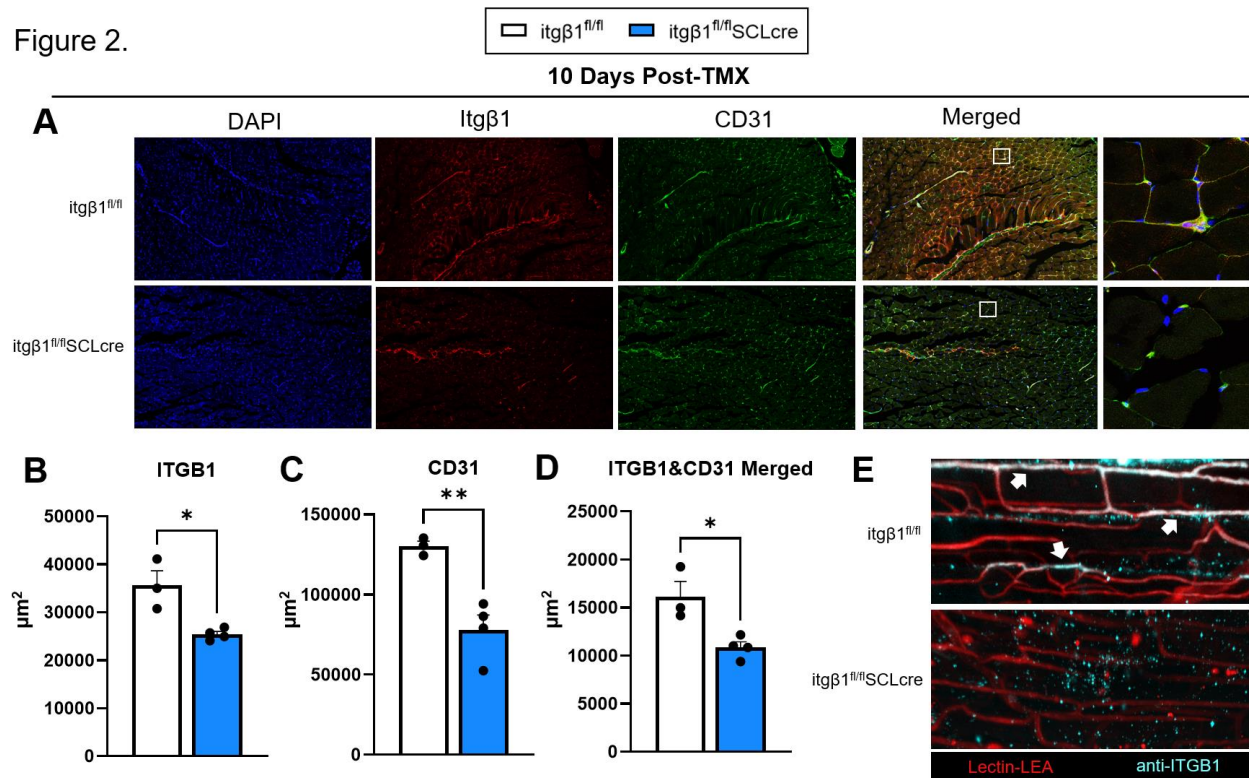 Figure 2.
itgβ1fl/fl itgβ1fl/flSCLcre
10 Days Post-TMX
A
DAPI Itgβ1 CD31 Merged
itgβ1fl/fl
itgβ1fl/flSCLcre
B ITGB1
*
50000
40000
30000
20000
10000
0
µm2
C CD31
**
150000
100000
50000
0
µm2
D ITGB1&CD31 Merged
*
25000
20000
15000
10000
5000
0
µm2
E
itgβ1fl/fl
itgβ1fl/flSCLcre
Lectin-LEA anti-ITGB1